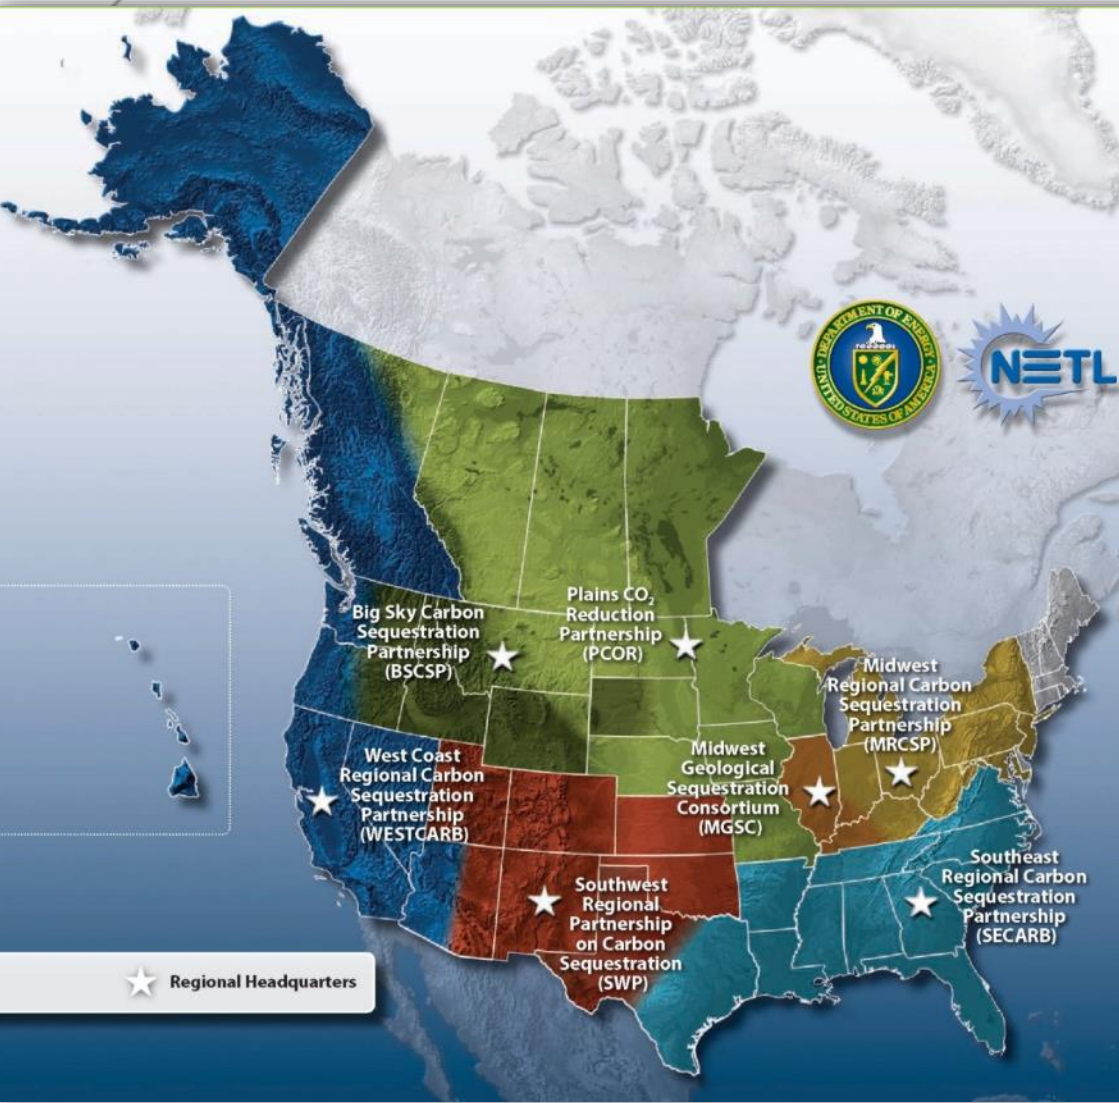 DEPARTMENT OF ENERGY
UNITED STATES OF AMERICA
NETL
Big Sky Carbon
Sequestration
Partnership
(BSCSP)
Plains CO₂
Reduction
Partnership
(PCOR)
Midwest
Regional Carbon
Sequestration
Partnership
(MRCSP)
West Coast
Regional Carbon
Sequestration
Partnership
(WESTCARB)
Midwest
Geological
Sequestration
Consortium
(MGSC)
Southwest
Regional
Partnership
on Carbon
Sequestration
(SWP)
Southeast
Regional Carbon
Sequestration
Partnership
(SECARB)
Regional Headquarters